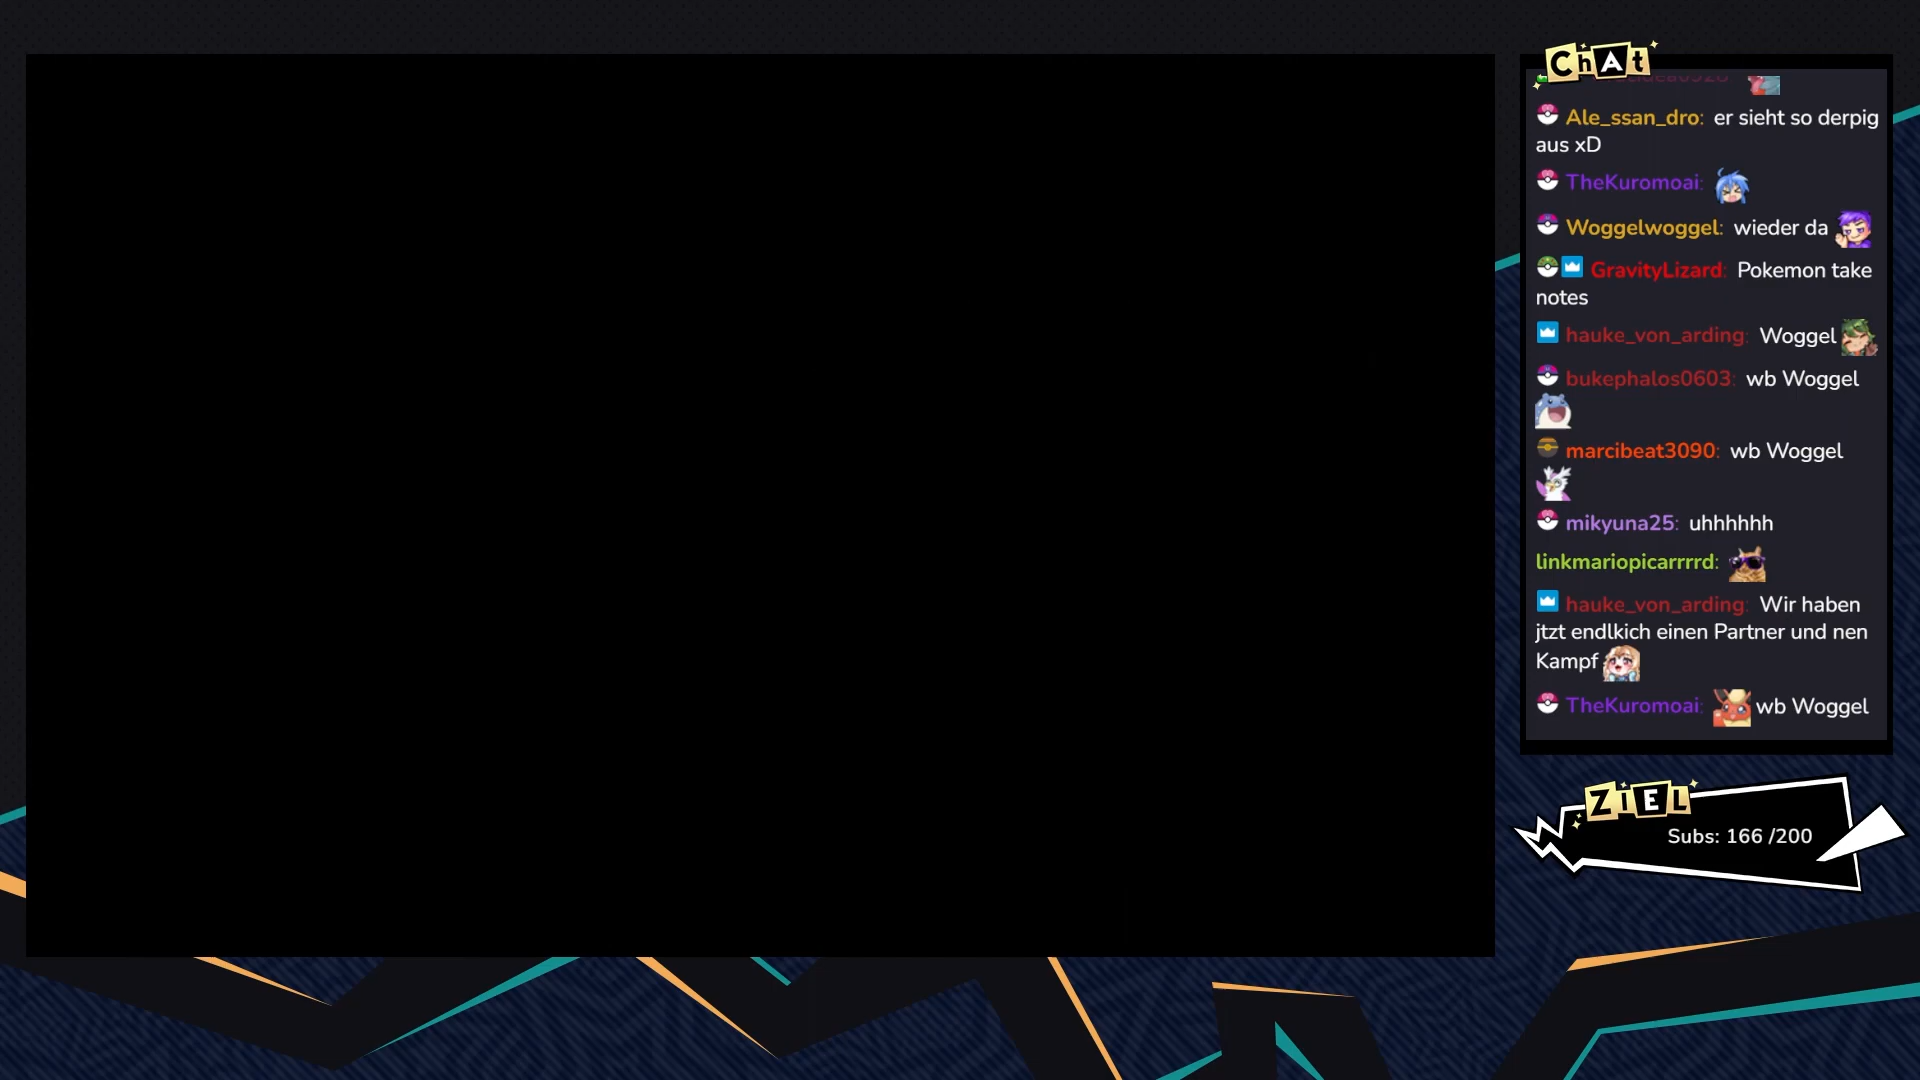 ChAt
Ale_ssan_dro: er sieht so derpig
aus xD
TheKuromoai:
Woggelwoggel: wieder da
GravityLizard: Pokemon take
notes
hauke_von_arding: Woggel
bukephalos0603: wb Woggel
marcibeat3090: wb Woggel
mikyuna25: uhhhhhh
linkmariopicarrrrd:
hauke_von_arding: Wir haben
jtzt endlkich einen Partner und nen
Kampf
TheKuromoai: wb Woggel
ZiEL
Subs: 166 /200